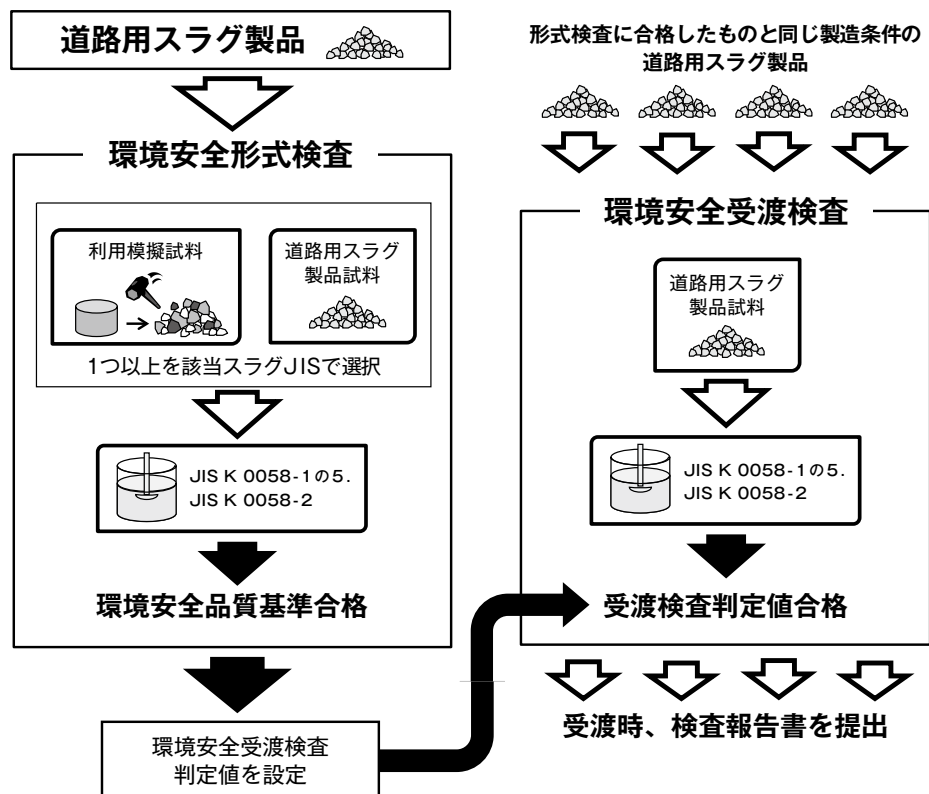 道路用スラグ製品
環境安全形式検査
利用模擬試料
道路用スラグ
製品試料
1つ以上を該当スラグJISで選択
JIS K 0058-1の5.
JIS K 0058-2
環境安全品質基準合格
環境安全受渡検査
判定値を設定
形式検査に合格したものと同じ製造条件の
道路用スラグ製品
環境安全受渡検査
道路用スラグ
製品試料
JIS K 0058-1の5.
JIS K 0058-2
受渡検査判定値合格
受渡時、検査報告書を提出